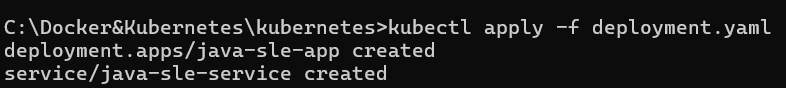 C:\Docker&Kubernetes\kubernetes>kubectl apply -f deployment.yaml
deployment.apps/java-sle-app created
service/java-sle-service created